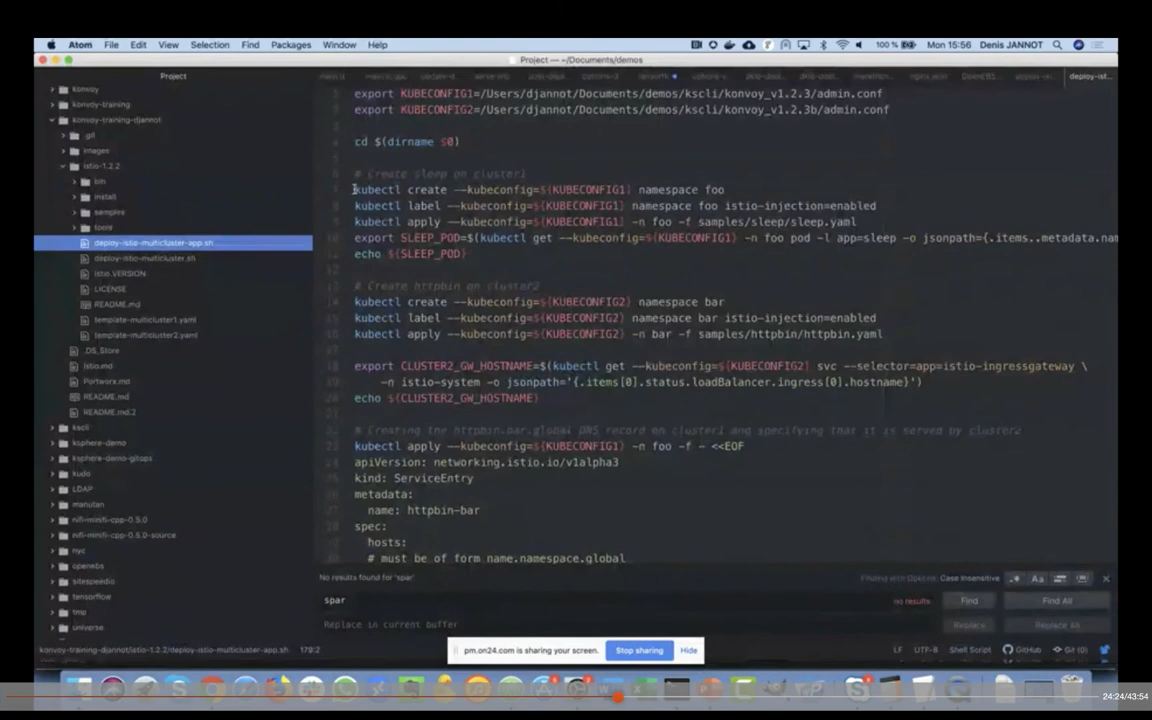 Atom File Edit View Selection Find Packages Window Help 100% Mon 15:56 Denis JANNOT
Project — ~/Documents/demos
Project
deploy-ist...
konvoy
konvoy-training
konvoy-training-djannot
.git
images
istio-1.2.2
bin
install
samples
tools
deploy-istio-multicluster-app.sh
deploy-istio-multicluster.sh
istio.VERSION
LICENSE
README.md
template-multicluster1.yaml
template-multicluster2.yaml
.DS_Store
Istio.md
Portworx.md
README.md
README.md.2
kscli
ksphere-demo
ksphere-demo-gitops
kudo
LDAP
manutan
nifi-minifi-cpp-0.5.0
nifi-minifi-cpp-0.5.0-source
nyc
openebs
sitespeedio
tensorflow
tmp
universe
export KUBECONFIG1=/Users/djannot/Documents/demos/kscli/konvoy_v1.2.3/admin.conf
export KUBECONFIG2=/Users/djannot/Documents/demos/kscli/konvoy_v1.2.3b/admin.conf
cd $(dirname $0)
# Create sleep on cluster1
kubectl create --kubeconfig=${KUBECONFIG1} namespace foo
kubectl label --kubeconfig=${KUBECONFIG1} namespace foo istio-injection=enabled
kubectl apply --kubeconfig=${KUBECONFIG1} -n foo -f samples/sleep/sleep.yaml
export SLEEP_POD=$(kubectl get --kubeconfig=${KUBECONFIG1} -n foo pod -l app=sleep -o jsonpath={.items..metadata.nam
echo ${SLEEP_POD}
# Create httpbin on cluster2
kubectl create --kubeconfig=${KUBECONFIG2} namespace bar
kubectl label --kubeconfig=${KUBECONFIG2} namespace bar istio-injection=enabled
kubectl apply --kubeconfig=${KUBECONFIG2} -n bar -f samples/httpbin/httpbin.yaml
export CLUSTER2_GW_HOSTNAME=$(kubectl get --kubeconfig=${KUBECONFIG2} svc --selector=app=istio-ingressgateway \
-n istio-system -o jsonpath='{.items[0].status.loadBalancer.ingress[0].hostname}')
echo ${CLUSTER2_GW_HOSTNAME}
# Creating the httpbin.bar.global DNS record on cluster1 and specifying that it is served by cluster2
kubectl apply --kubeconfig=${KUBECONFIG1} -n foo -f - <<EOF
apiVersion: networking.istio.io/v1alpha3
kind: ServiceEntry
metadata:
name: httpbin-bar
spec:
hosts:
# must be of form name.namespace.global
No results found for 'spar' Finding with Options: Case Insensitive
spar no results Find Find All
Replace in current buffer Replace Replace All
konvoy-training-djannot/istio-1.2.2/deploy-istio-multicluster-app.sh 179:2 LF UTF-8 Shell Script GitHub Git (0)
pm.on24.com is sharing your screen. Stop sharing Hide
24:24/43:54